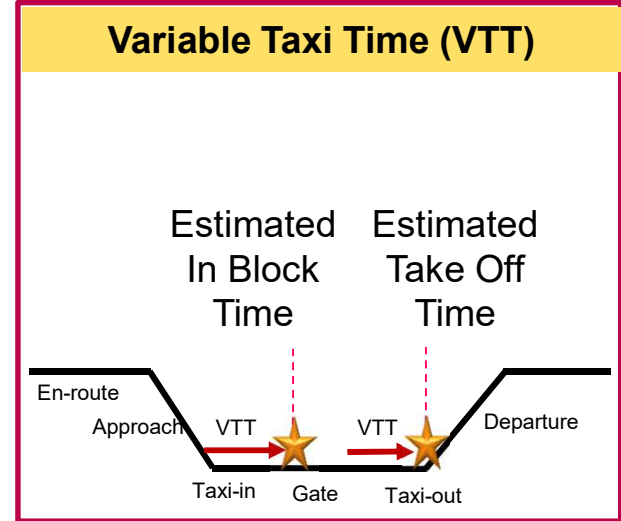 Variable Taxi Time (VTT)
Estimated
In Block
Time
Estimated
Take Off
Time
En-route
Approach
VTT
VTT
Departure
Taxi-in
Gate
Taxi-out